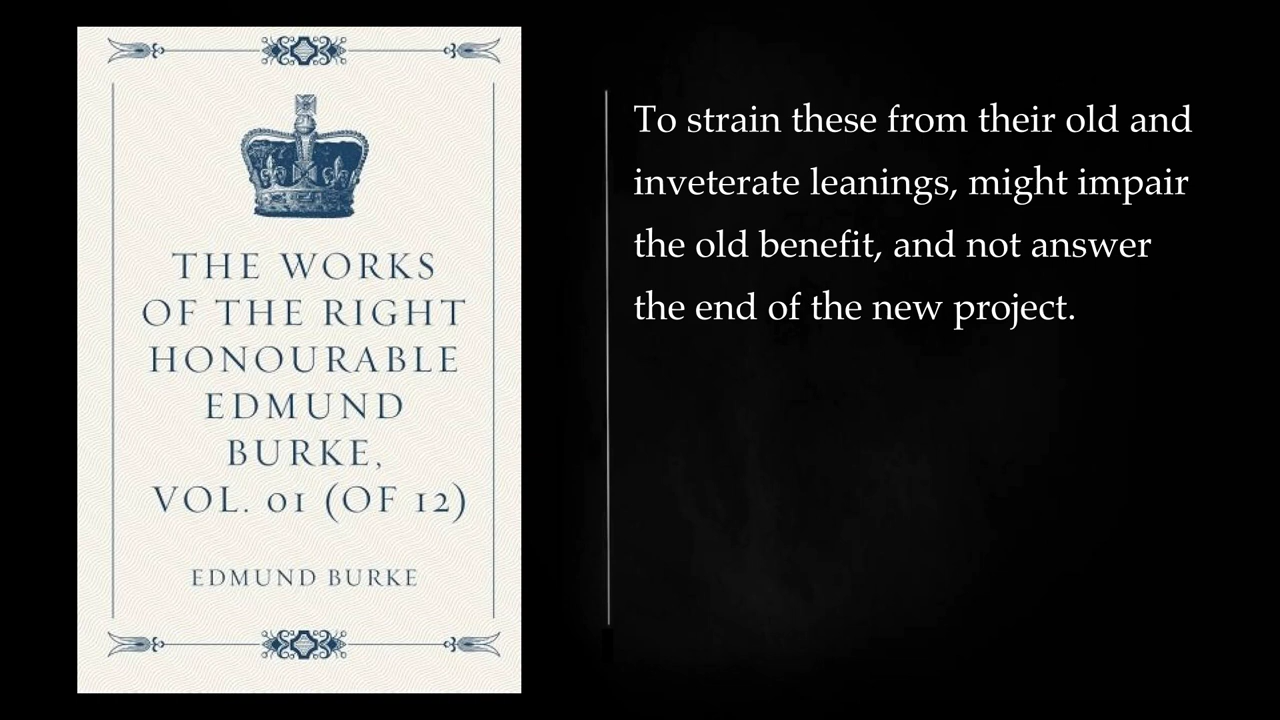 THE WORKS
OF THE RIGHT
HONOURABLE
EDMUND
BURKE,
VOL. 01 (OF 12)
EDMUND BURKE
To strain these from their old and
inveterate leanings, might impair
the old benefit, and not answer
the end of the new project.